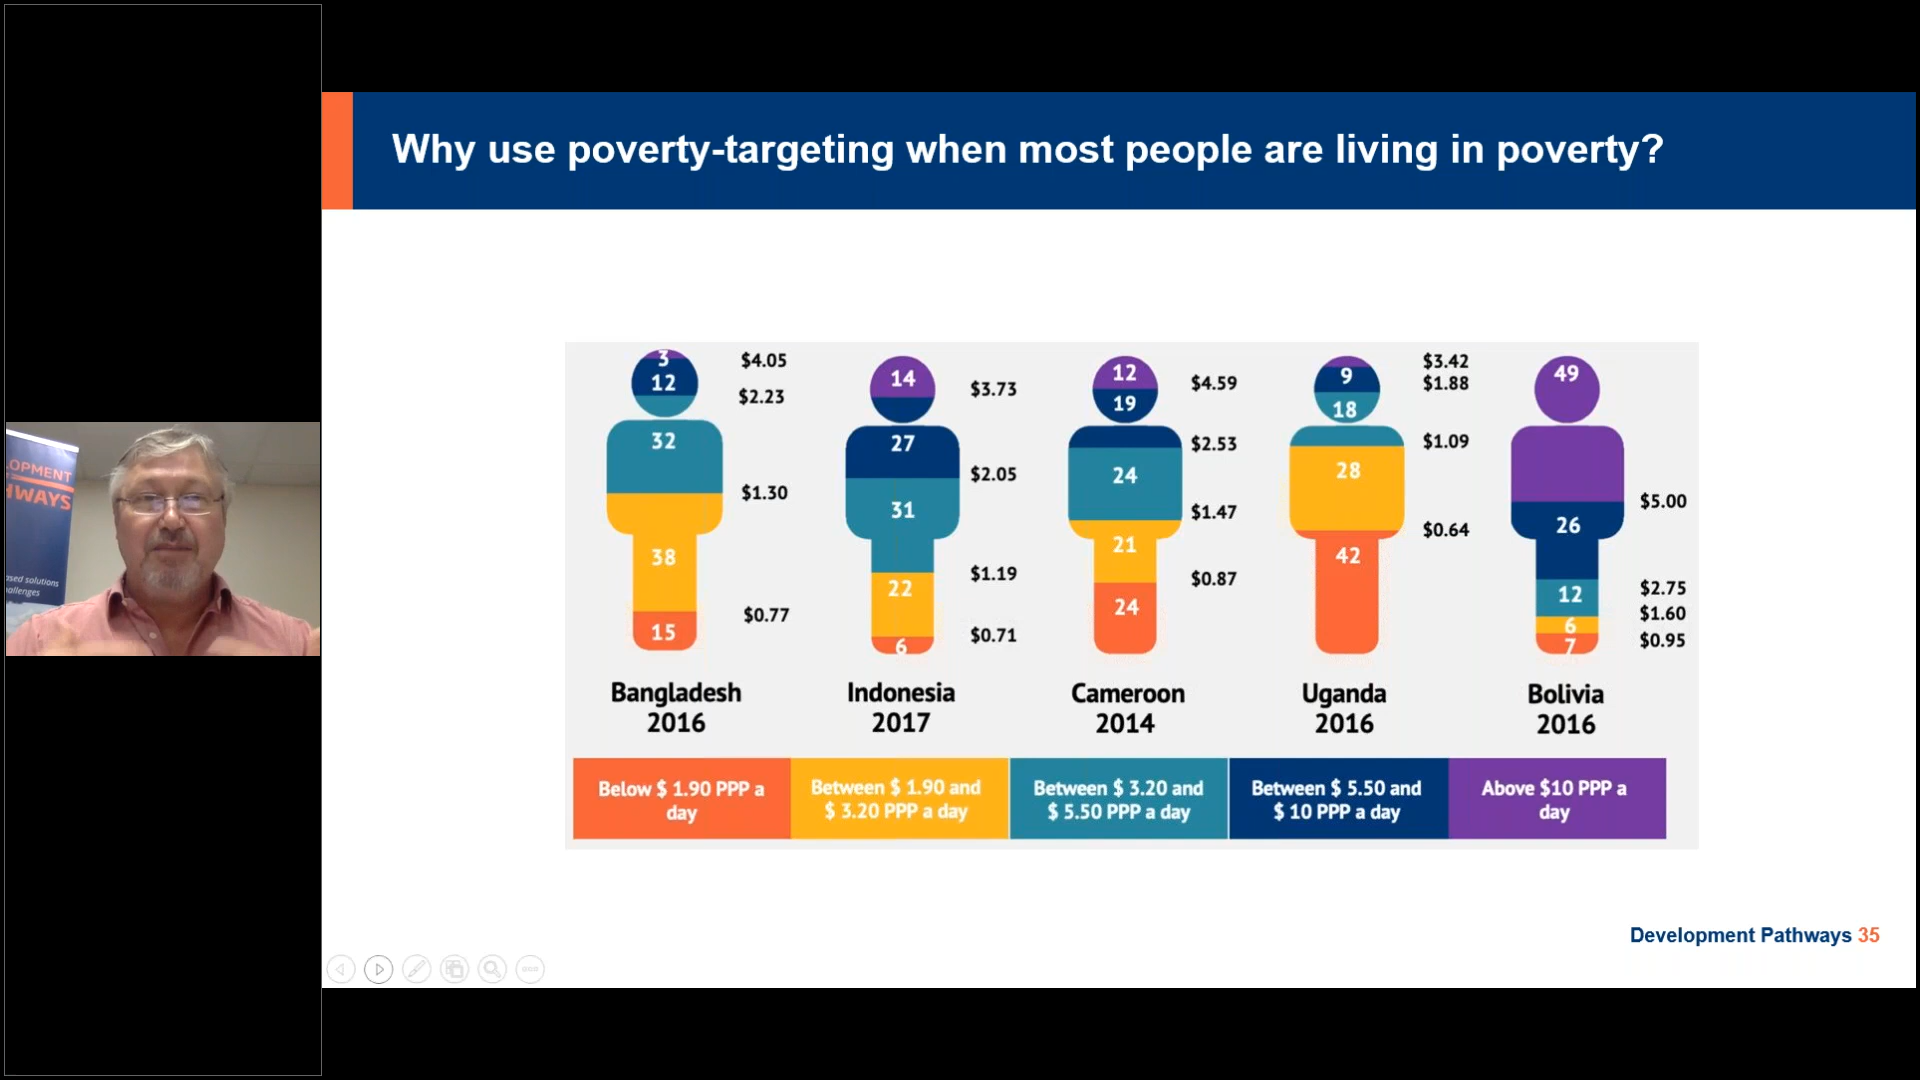 Why use poverty-targeting when most people are living in poverty?
OPMENT
WAYS
ased solutions
allenges
3
12
32
38
15
$4.05
$2.23
$1.30
$0.77
Bangladesh
2016
14
27
31
22
6
$3.73
$2.05
$1.19
$0.71
Indonesia
2017
12
19
24
21
24
$4.59
$2.53
$1.47
$0.87
Cameroon
2014
9
18
28
42
$3.42
$1.88
$1.09
$0.64
Uganda
2016
49
26
12
6
7
$5.00
$2.75
$1.60
$0.95
Bolivia
2016
Below $ 1.90 PPP a
day
Between $ 1.90 and
$ 3.20 PPP a day
Between $ 3.20 and
$ 5.50 PPP a day
Between $ 5.50 and
$ 10 PPP a day
Above $10 PPP a
day
Development Pathways 35